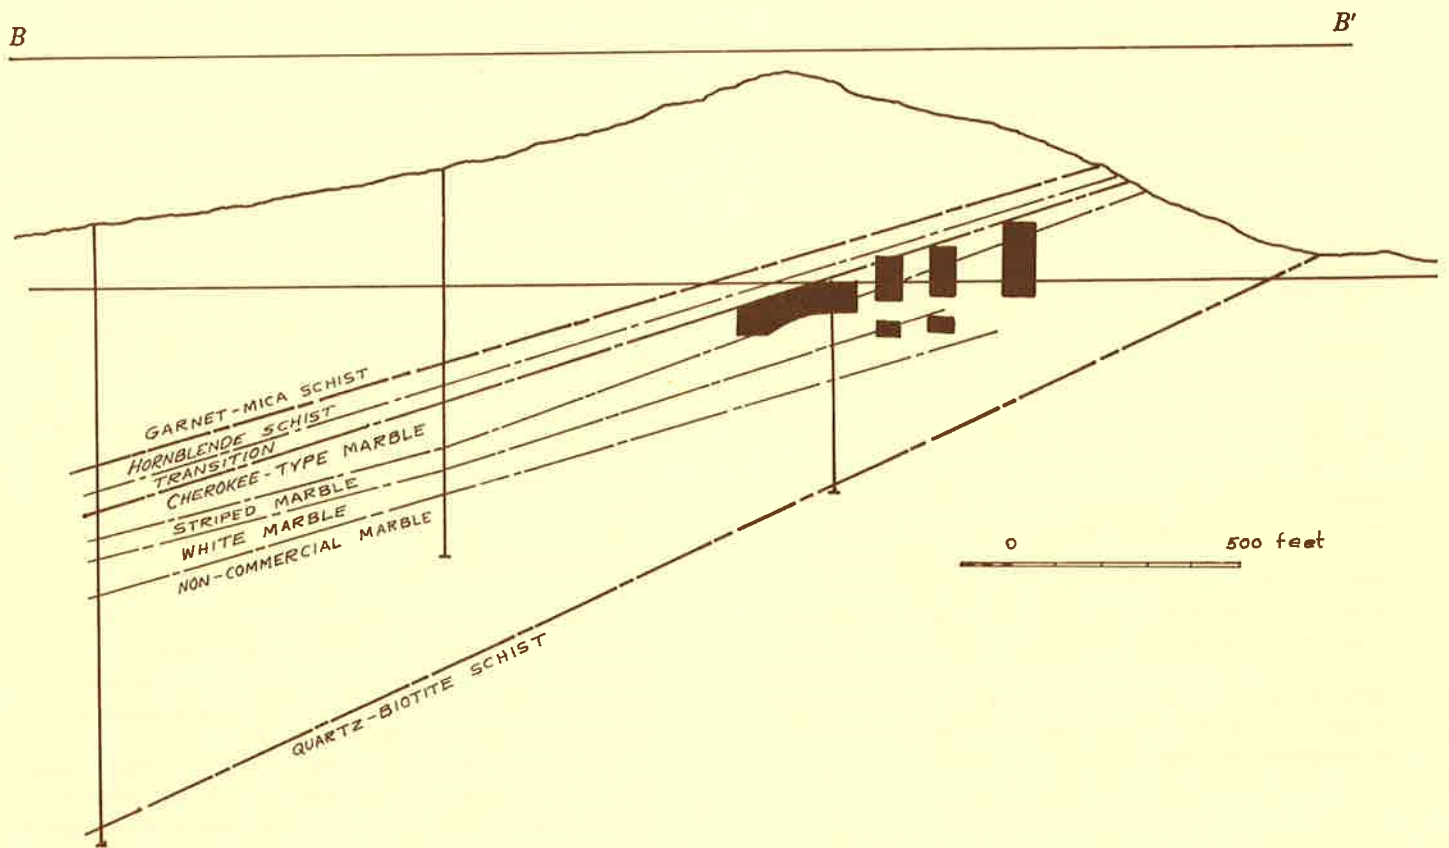 B B'
GARNET-MICA SCHIST
HORNBLENDE SCHIST
TRANSITION
CHEROKEE-TYPE MARBLE
STRIPED MARBLE
WHITE MARBLE
NON-COMMERCIAL MARBLE
QUARTZ-BIOTITE SCHIST
0 500 feet